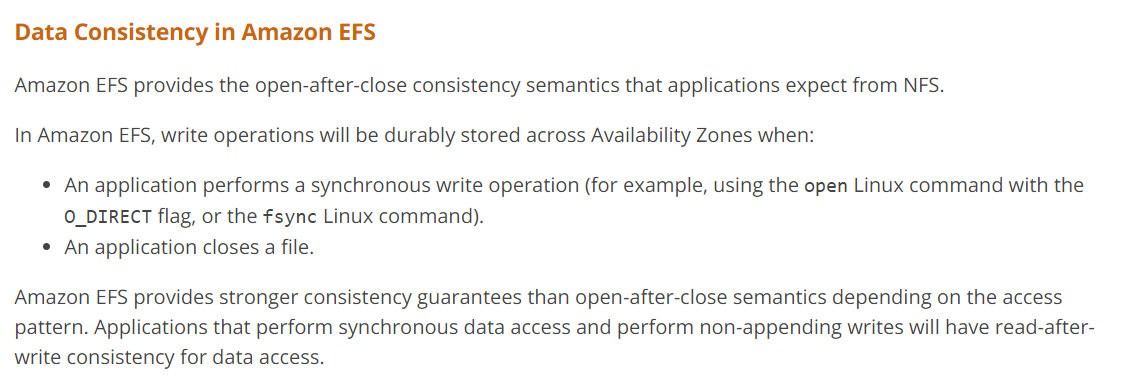 Data Consistency in Amazon EFS
Amazon EFS provides the open-after-close consistency semantics that applications expect from NFS.
In Amazon EFS, write operations will be durably stored across Availability Zones when:
• An application performs a synchronous write operation (for example, using the open Linux command with the
O_DIRECT flag, or the fsync Linux command).
• An application closes a file.
Amazon EFS provides stronger consistency guarantees than open-after-close semantics depending on the access
pattern. Applications that perform synchronous data access and perform non-appending writes will have read-after-
write consistency for data access.